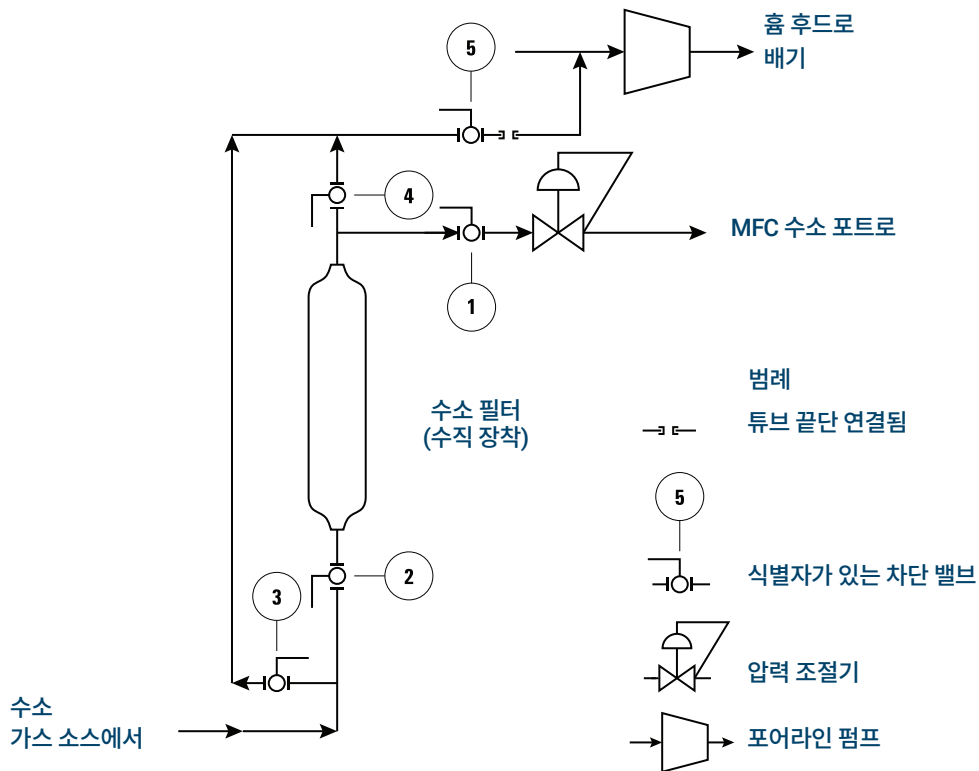 흄 후드로
배기
5
4
1
MFC 수소 포트로
수소 필터
(수직 장착)
2
3
수소
가스 소스에서
범례
튜브 끝단 연결됨
5
식별자가 있는 차단 밸브
압력 조절기
포어라인 펌프